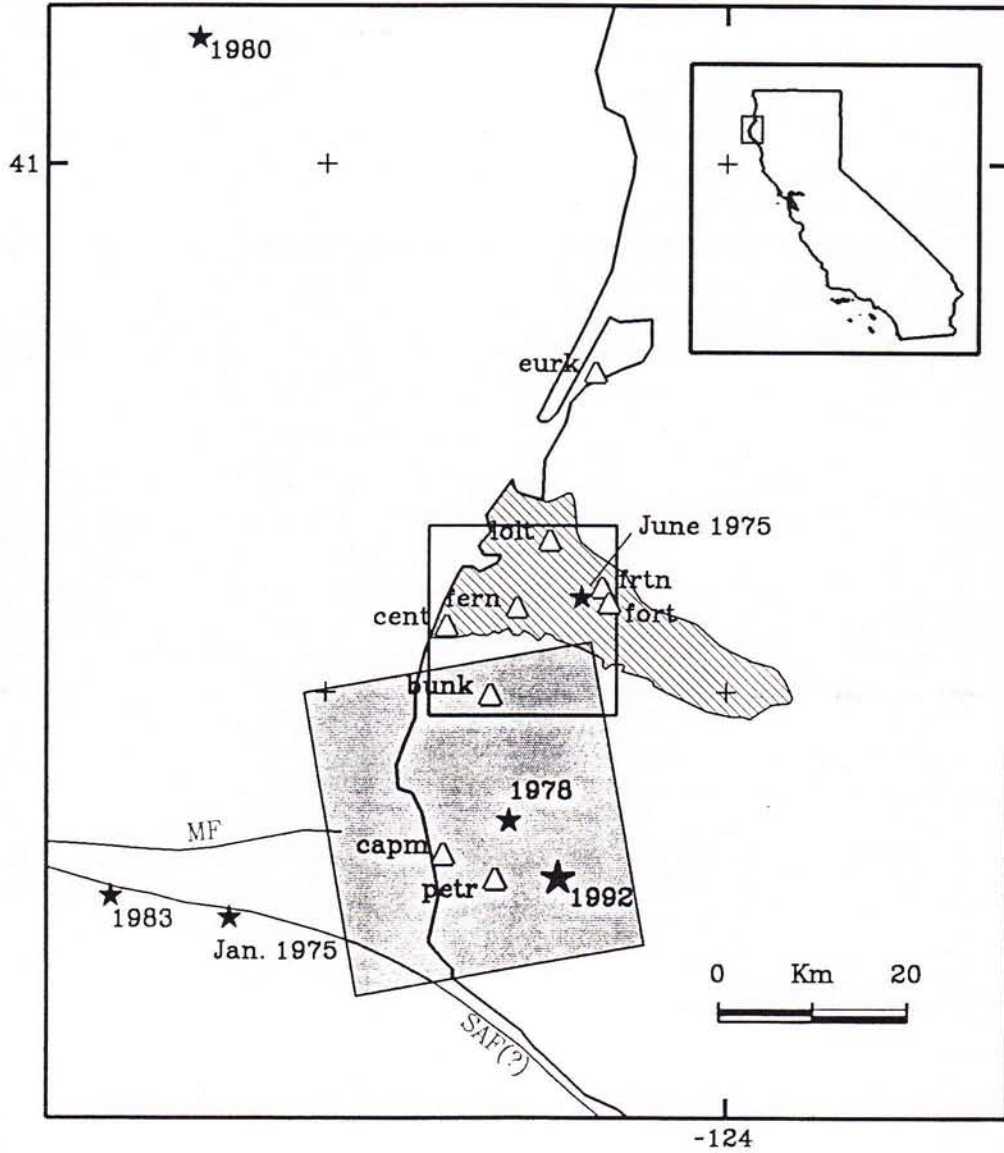 1980
41
eurk
lolt
June 1975
frtn
fern
cent
fort
bunk
1978
MF
capm
petr
1992
1983
Jan. 1975
0 Km 20
SAF(?)
-124